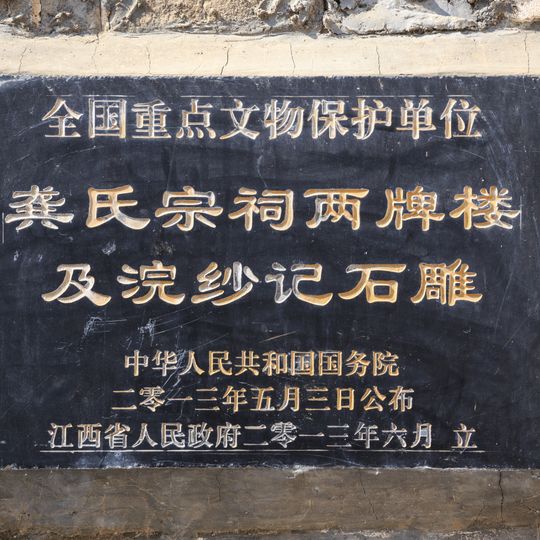 全国重点文物保护单位
龚氏宗祠两牌楼
及浣纱记石雕
中华人民共和国国务院
二零一三年五月三日公布
江西省人民政府二零一三年六月 立